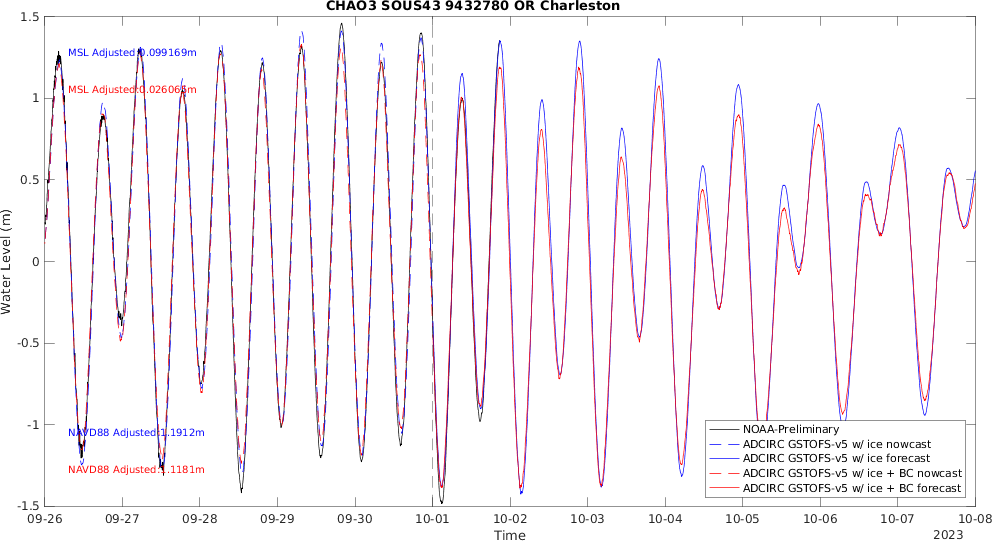 CHAO3 SOUS43 9432780 OR Charleston
1.5
1
0.5
0
-0.5
-1
-1.5
Water Level (m)
MSL Adjusted:0.099169m
MSL Adjusted:0.026065m
NAVD88 Adjusted:1.1912m
NAVD88 Adjusted:1.1181m
NOAA-Preliminary
ADCIRC GSTOFS-v5 w/ ice nowcast
ADCIRC GSTOFS-v5 w/ ice forecast
ADCIRC GSTOFS-v5 w/ ice + BC nowcast
ADCIRC GSTOFS-v5 w/ ice + BC forecast
09-26 09-27 09-28 09-29 09-30 10-01 10-02 10-03 10-04 10-05 10-06 10-07 10-08
Time
2023